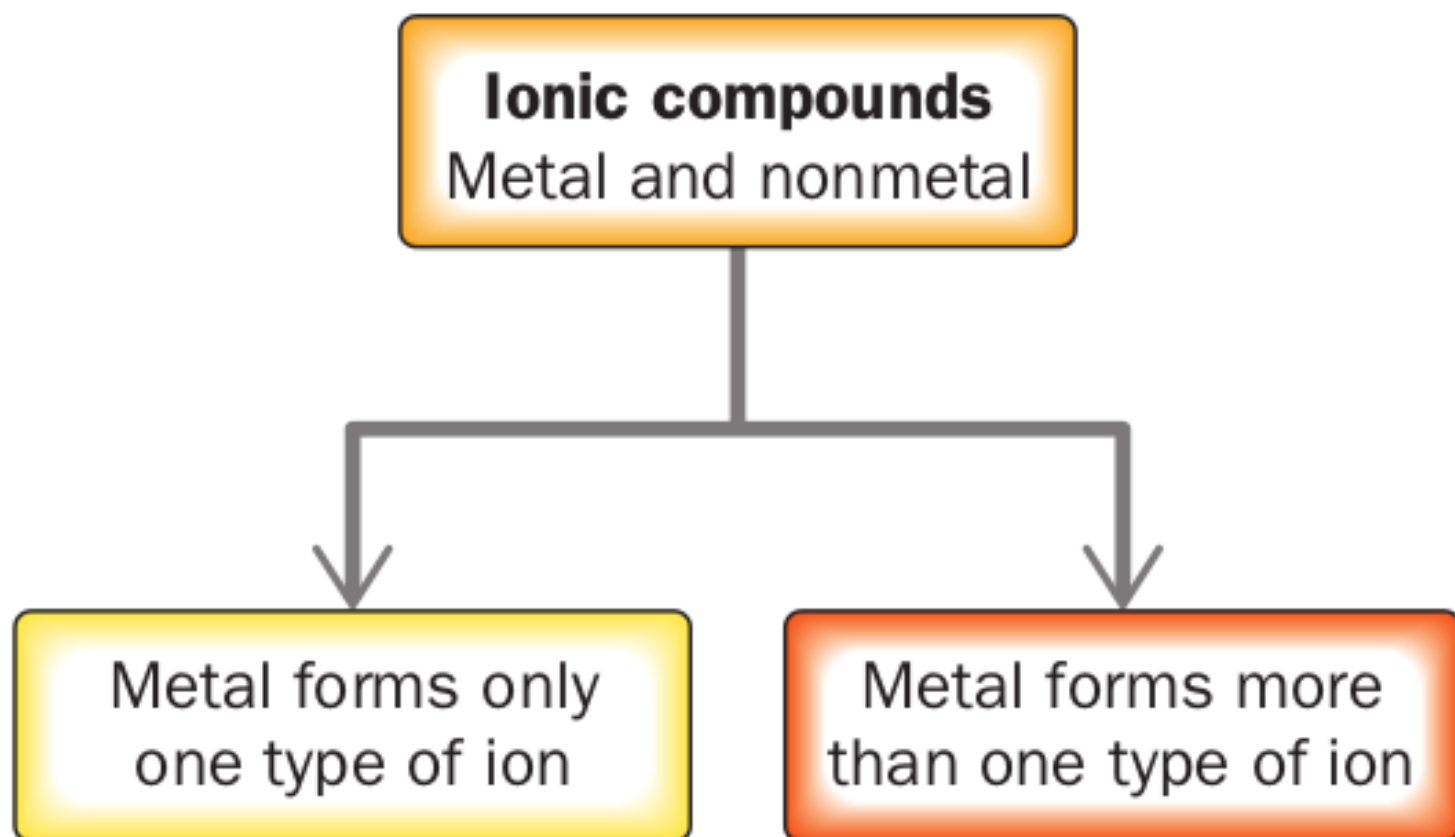 Ionic compounds
Metal and nonmetal
Metal forms only
one type of ion
Metal forms more
than one type of ion